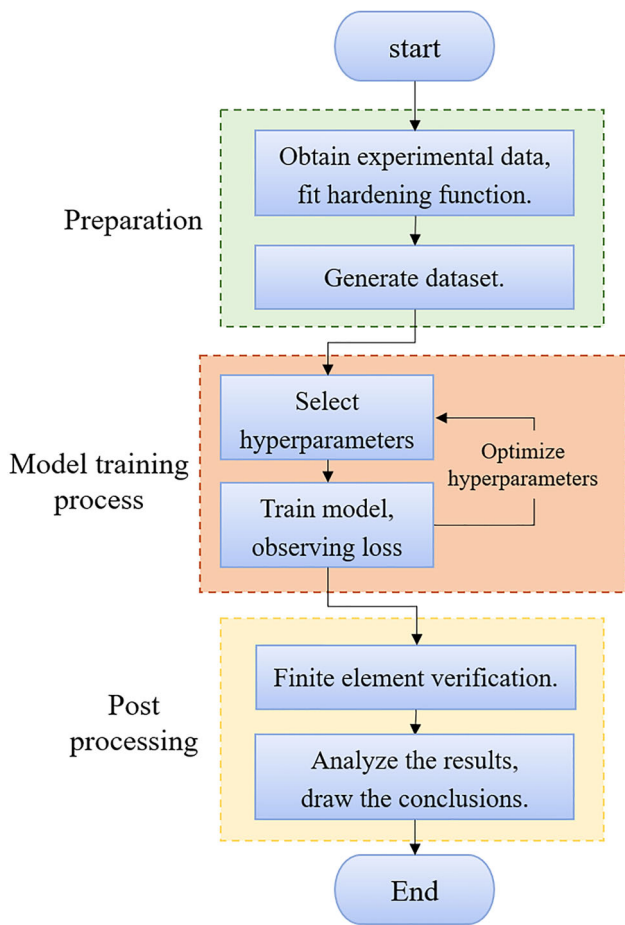 start
Obtain experimental data,
fit hardening function.
Preparation
Generate dataset.
Select
hyperparameters
Optimize
hyperparameters
Model training
process
Train model,
observing loss
Finite element verification.
Post
processing
Analyze the results,
draw the conclusions.
End